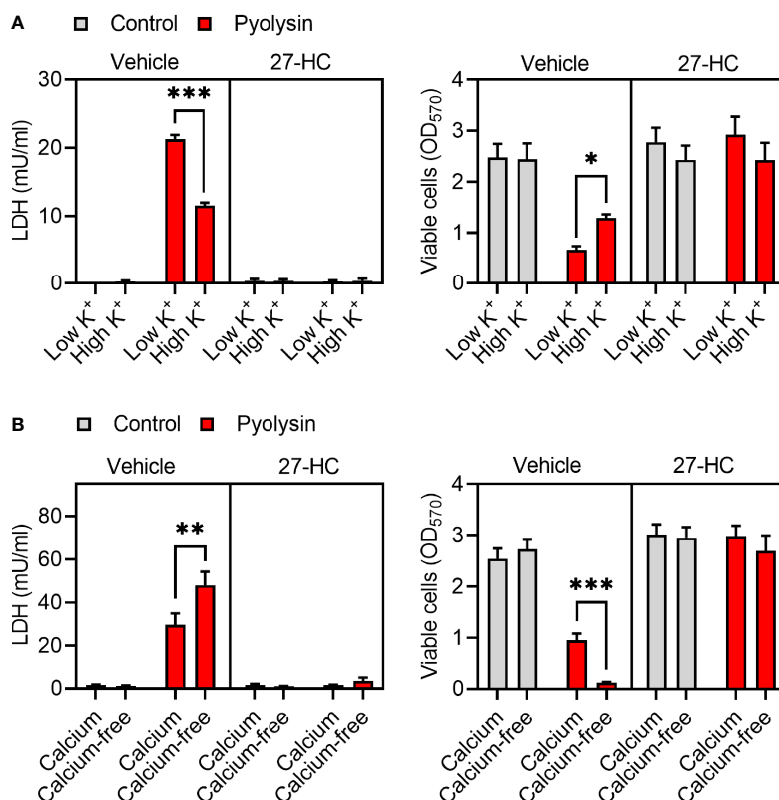 A Control Pyolysin
Vehicle 27-HC
***
LDH (mU/ml)
30
20
10
0
Low K+
High K+
Low K+
High K+
Low K+
High K+
Low K+
High K+
Vehicle 27-HC
*
Viable cells (OD570)
4
3
2
1
0
Low K+
High K+
Low K+
High K+
Low K+
High K+
Low K+
High K+
B Control Pyolysin
Vehicle 27-HC
**
LDH (mU/ml)
80
60
40
20
0
Calcium
Calcium-free
Calcium
Calcium-free
Calcium
Calcium-free
Calcium
Calcium-free
Vehicle 27-HC
***
Viable cells (OD570)
4
3
2
1
0
Calcium
Calcium-free
Calcium
Calcium-free
Calcium
Calcium-free
Calcium
Calcium-free